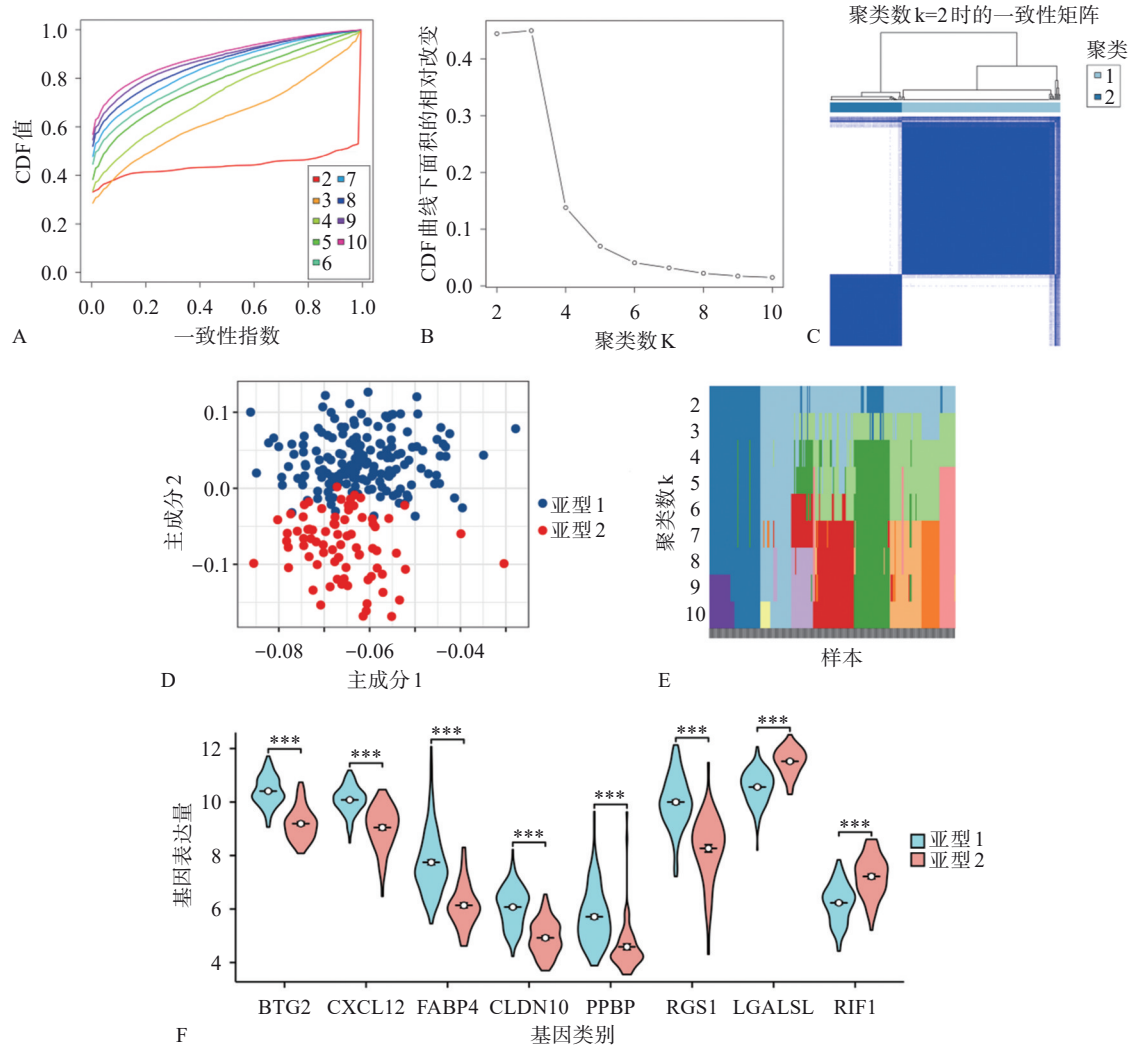 1.0
0.8
0.6
0.4
0.2
0.0
CDF值
2 7
3 8
4 9
5 10
6
0.0 0.2 0.4 0.6 0.8 1.0
一致性指数
A
0.4
0.3
0.2
0.1
0.0
CDF曲线下面积的相对改变
2 4 6 8 10
聚类数K
B
聚类数k=2时的一致性矩阵
聚类
1
2
C
0.1
0.0
−0.1
主成分2
−0.08 −0.06 −0.04
主成分1
亚型1
亚型2
D
2
3
4
5
6
7
8
9
10
聚类数k
样本
E
12
10
8
6
4
基因表达量
*** *** *** *** *** *** *** ***
亚型1
亚型2
BTG2 CXCL12 FABP4 CLDN10 PPBP RGS1 LGALSL RIF1
基因类别
F